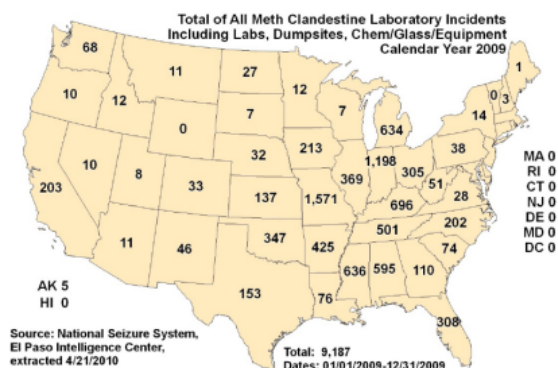 Total of All Meth Clandestine Laboratory Incidents
Including Labs, Dumpsites, Chem/Glass/Equipment
Calendar Year 2009
68
11
27
12
7
634
14
0
3
1
10
12
0
7
213
38
MA 0
RI 0
CT 0
NJ 0
DE 0
MD 0
DC 0
203
10
8
33
32
137
1,571
369
1,198
305
51
28
696
202
501
74
11
46
347
425
636
595
110
153
76
308
AK 5
HI 0
Source: National Seizure System,
El Paso Intelligence Center,
extracted 4/21/2010
Total: 9,187
Dates: 01/01/2009-12/31/2009